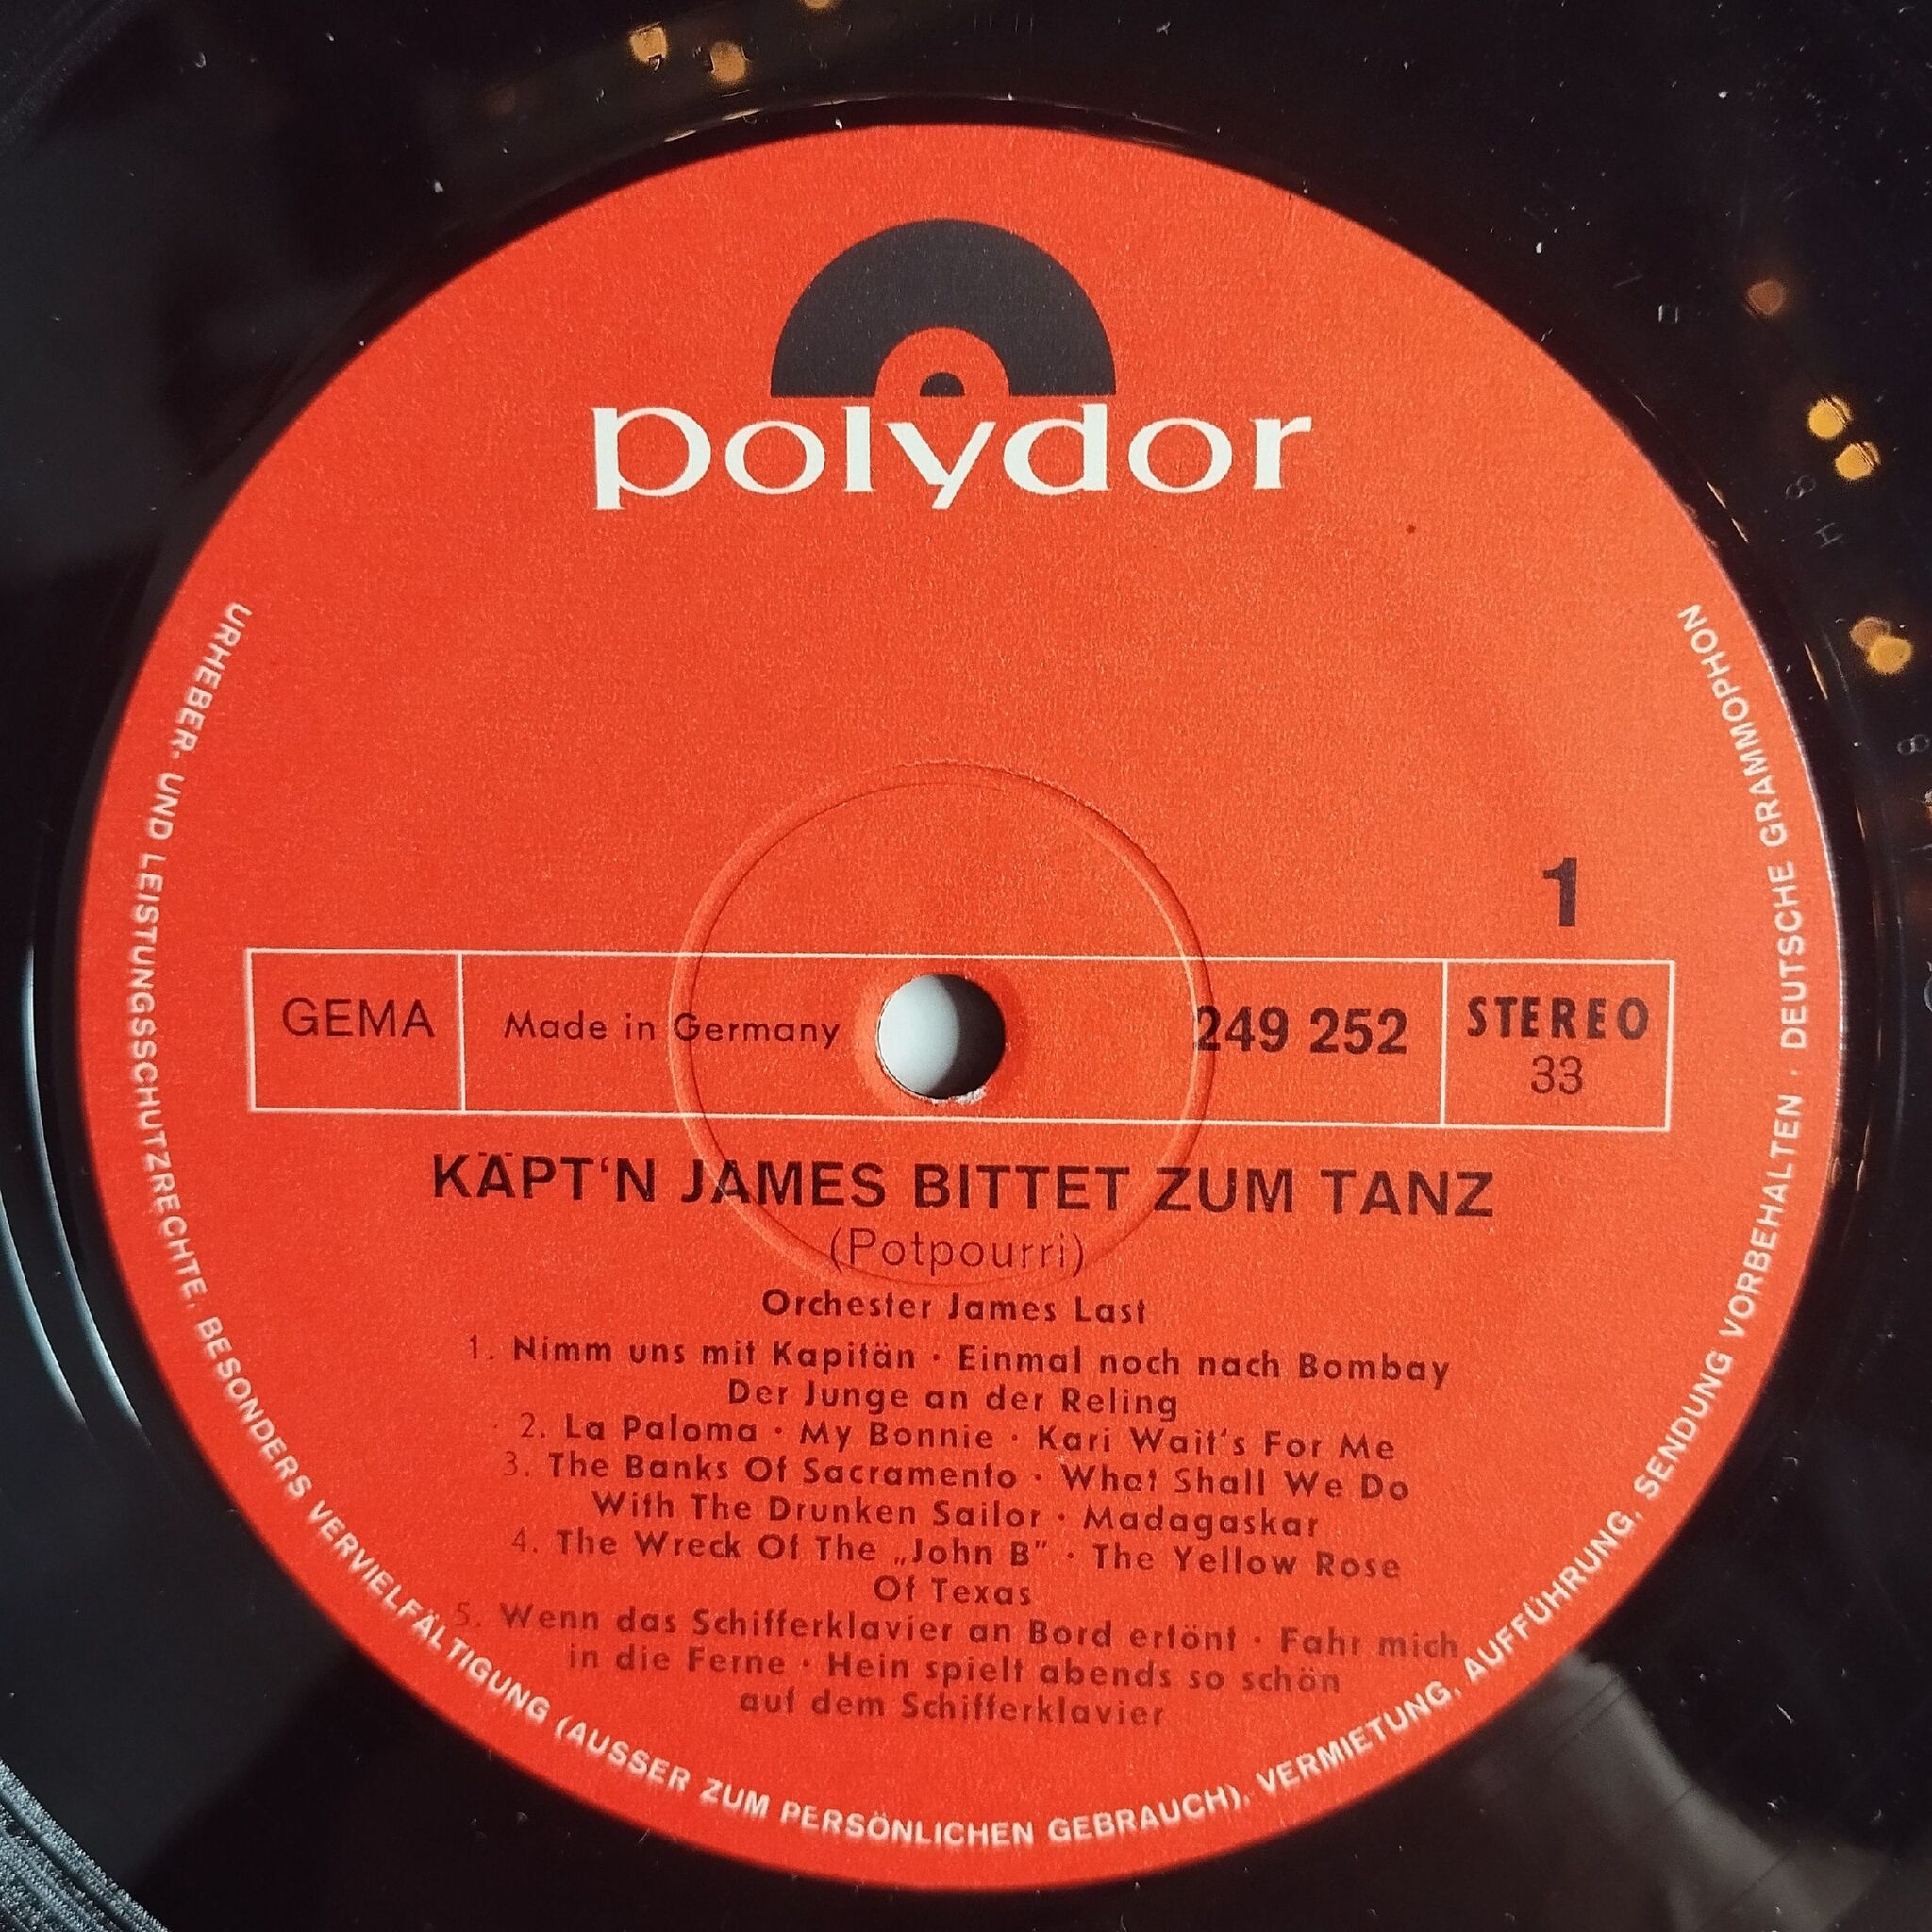 polydor
1
GEMA
Made in Germany
249 252
STEREO
33
KÄPT'N JAMES BITTET ZUM TANZ
(Potpourri)
Orchester James Last
1. Nimm uns mit Kapitän · Einmal noch nach Bombay
Der Junge an der Reling
2. La Paloma · My Bonnie · Kari Wait's For Me
3. The Banks Of Sacramento · What Shall We Do
With The Drunken Sailor · Madagaskar
4. The Wreck Of The „John B" · The Yellow Rose
Of Texas
5. Wenn das Schifferklavier an Bord ertönt · Fahr mich
in die Ferne · Hein spielt abends so schön
auf dem Schifferklavier
URHEBER- UND LEISTUNGSSCHUTZRECHTE, BESONDERS VERVIELFÄLTIGUNG (AUSSER ZUM PERSÖNLICHEN GEBRAUCH), VERMIETUNG, AUFFÜHRUNG, SENDUNG VORBEHALTEN . DEUTSCHE GRAMMOPHON